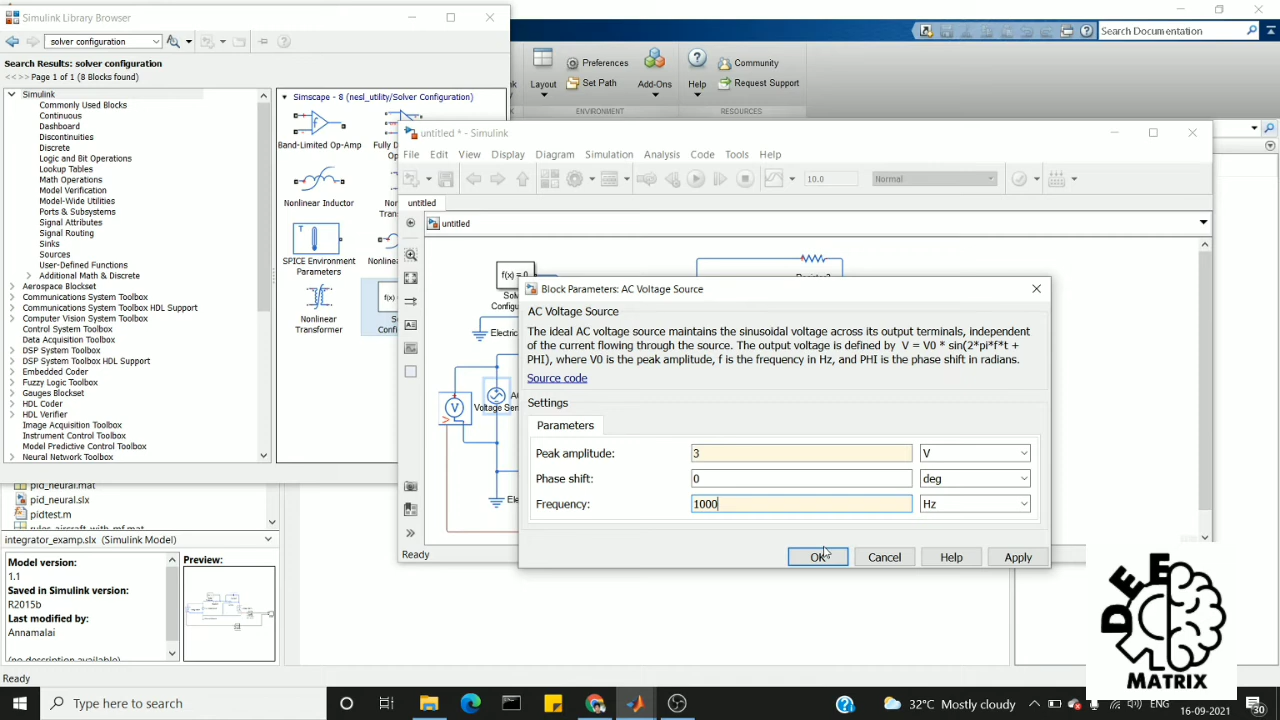 Simulink Library Browser
solver configuration
Search Results: solver configuration
<< >> Page 1 of 1 (8 Blocks found)
Simulink
Commonly Used Blocks
Continuous
Dashboard
Discontinuities
Discrete
Logic and Bit Operations
Lookup Tables
Math Operations
Model Verification
Model-Wide Utilities
Ports & Subsystems
Signal Attributes
Signal Routing
Sinks
Sources
User-Defined Functions
Additional Math & Discrete
Aerospace Blockset
Communications System Toolbox
Communications System Toolbox HDL Support
Computer Vision System Toolbox
Control System Toolbox
Data Acquisition Toolbox
DSP System Toolbox
DSP System Toolbox HDL Support
Embedded Coder
Fuzzy Logic Toolbox
Gauges Blockset
HDL Coder
HDL Verifier
Image Acquisition Toolbox
Instrument Control Toolbox
Model Predictive Control Toolbox
Neural Network Toolbox
Simscape - 8 (nesl_utility/Solver Configuration)
Band-Limited Op-Amp
Nonlinear Inductor
SPICE Environment
Parameters
Nonlinear
Transformer
Layout
Preferences
Set Path
Add-Ons
Help
Community
Request Support
ENVIRONMENT
RESOURCES
Search Documentation
untitled * - Simulink
File Edit View Display Diagram Simulation Analysis Code Tools Help
10.0
Normal
untitled
untitled
f(x) = 0
V
Ready
Block Parameters: AC Voltage Source
AC Voltage Source
The ideal AC voltage source maintains the sinusoidal voltage across its output terminals, independent
of the current flowing through the source. The output voltage is defined by V = V0 * sin(2*pi*f*t +
PHI), where V0 is the peak amplitude, f is the frequency in Hz, and PHI is the phase shift in radians.
Source code
Settings
Parameters
Peak amplitude: 3 V
Phase shift: 0 deg
Frequency: 1000 Hz
OK Cancel Help Apply
pid_neural.mat
pid_neural.slx
pidtest.m
rules_aircraft_with_mf.mat
integrator_examp.slx (Simulink Model)
Model version:
1.1
Saved in Simulink version:
R2015b
Last modified by:
Annamalai
(no description available)
Preview:
Ready
DEE
MATRIX
Type here to search
32°C Mostly cloudy
ENG
7:04 PM
16-09-2021
30